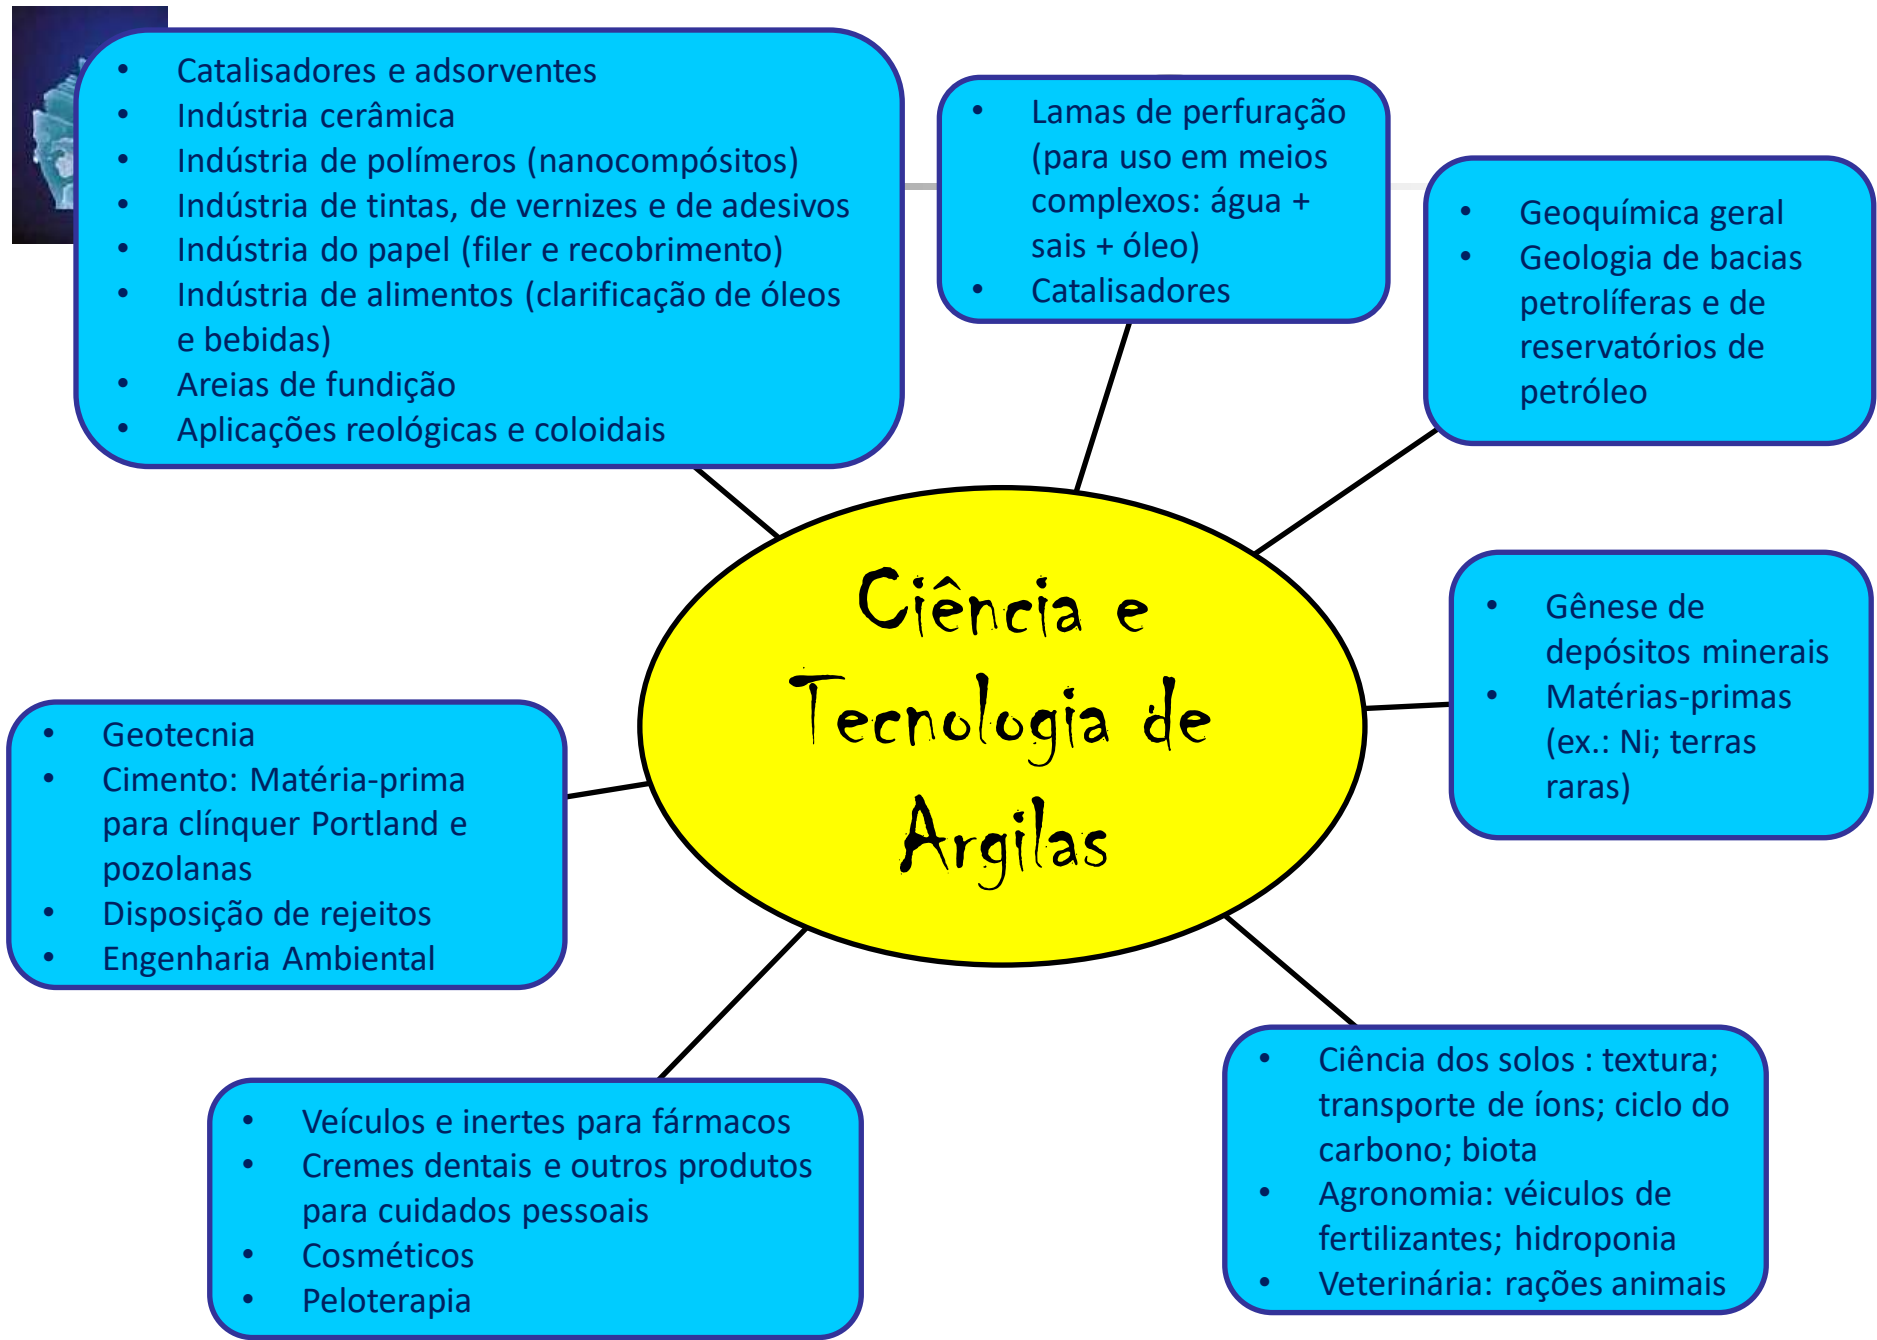 • Catalisadores e adsorventes
• Indústria cerâmica
• Indústria de polímeros (nanocompósitos)
• Indústria de tintas, de vernizes e de adesivos
• Indústria do papel (filer e recobrimento)
• Indústria de alimentos (clarificação de óleos
e bebidas)
• Areias de fundição
• Aplicações reológicas e coloidais
• Lamas de perfuração
(para uso em meios
complexos: água +
sais + óleo)
• Catalisadores
• Geoquímica geral
• Geologia de bacias
petrolíferas e de
reservatórios de
petróleo
Ciência e
Tecnologia de
Argilas
• Gênese de
depósitos minerais
• Matérias-primas
(ex.: Ni; terras
raras)
• Geotecnia
• Cimento: Matéria-prima
para clínquer Portland e
pozolanas
• Disposição de rejeitos
• Engenharia Ambiental
• Veículos e inertes para fármacos
• Cremes dentais e outros produtos
para cuidados pessoais
• Cosméticos
• Peloterapia
• Ciência dos solos : textura;
transporte de íons; ciclo do
carbono; biota
• Agronomia: véiculos de
fertilizantes; hidroponia
• Veterinária: rações animais